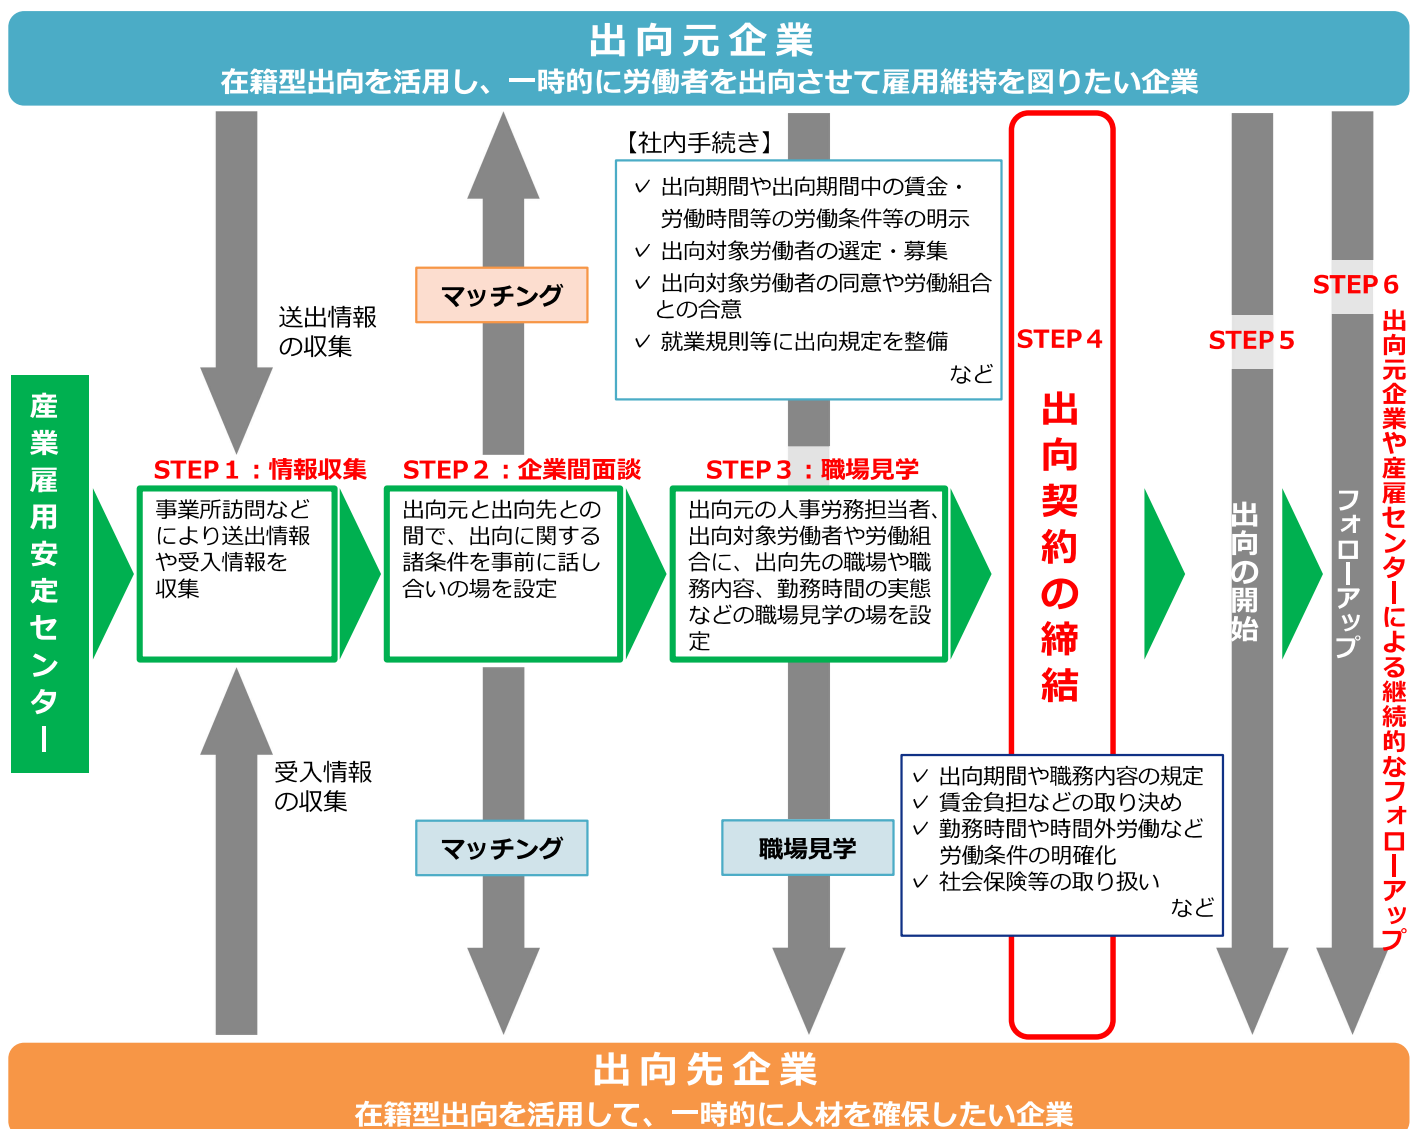 出向元企業
在籍型出向を活用し、一時的に労働者を出向させて雇用維持を図りたい企業
【社内手続き】
✓ 出向期間や出向期間中の賃金・
労働時間等の労働条件等の明示
✓ 出向対象労働者の選定・募集
✓ 出向対象労働者の同意や労働組合
との合意
✓ 就業規則等に出向規定を整備
など
マッチング
送出情報
の収集
産業雇用安定センター
STEP１：情報収集
事業所訪問など
により送出情報
や受入情報を
収集
STEP２：企業間面談
出向元と出向先との
間で、出向に関する
諸条件を事前に話し
合いの場を設定
STEP３：職場見学
出向元の人事労務担当者、
出向対象労働者や労働組
合に、出向先の職場や職
務内容、勤務時間の実態
などの職場見学の場を設
定
STEP４
出向契約の締結
STEP５
出向の開始
STEP６
フォローアップ
出向元企業や産雇センターによる継続的なフォローアップ
受入情報
の収集
マッチング
職場見学
✓ 出向期間や職務内容の規定
✓ 賃金負担などの取り決め
✓ 勤務時間や時間外労働など
労働条件の明確化
✓ 社会保険等の取り扱い
など
出向先企業
在籍型出向を活用して、一時的に人材を確保したい企業